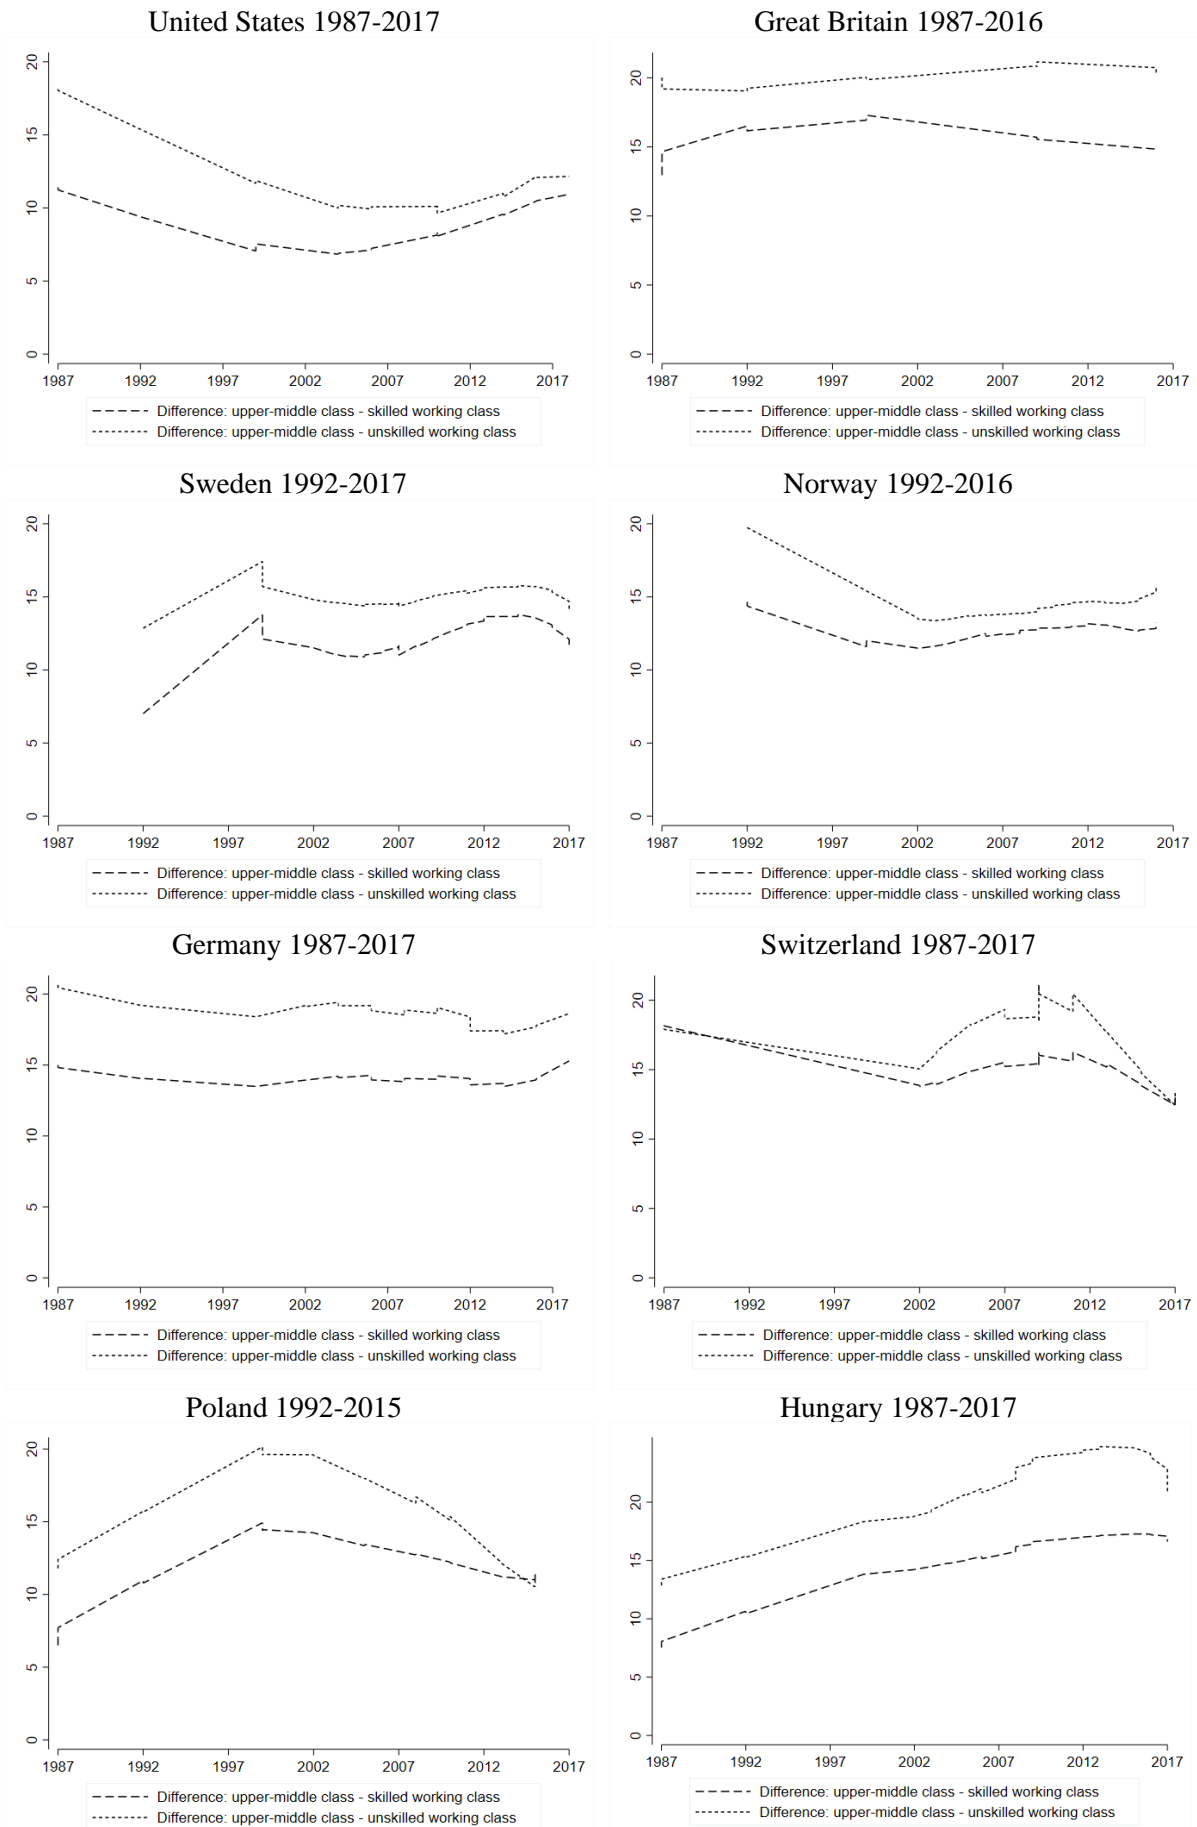 United States 1987-2017
20
15
10
5
0
1987 1992 1997 2002 2007 2012 2017
Difference: upper-middle class - skilled working class
Difference: upper-middle class - unskilled working class
Great Britain 1987-2016
20
15
10
5
0
1987 1992 1997 2002 2007 2012 2017
Difference: upper-middle class - skilled working class
Difference: upper-middle class - unskilled working class
Sweden 1992-2017
20
15
10
5
0
1987 1992 1997 2002 2007 2012 2017
Difference: upper-middle class - skilled working class
Difference: upper-middle class - unskilled working class
Norway 1992-2016
20
15
10
5
0
1987 1992 1997 2002 2007 2012 2017
Difference: upper-middle class - skilled working class
Difference: upper-middle class - unskilled working class
Germany 1987-2017
20
15
10
5
0
1987 1992 1997 2002 2007 2012 2017
Difference: upper-middle class - skilled working class
Difference: upper-middle class - unskilled working class
Switzerland 1987-2017
20
15
10
5
0
1987 1992 1997 2002 2007 2012 2017
Difference: upper-middle class - skilled working class
Difference: upper-middle class - unskilled working class
Poland 1992-2015
20
15
10
5
0
1987 1992 1997 2002 2007 2012 2017
Difference: upper-middle class - skilled working class
Difference: upper-middle class - unskilled working class
Hungary 1987-2017
20
15
10
5
0
1987 1992 1997 2002 2007 2012 2017
Difference: upper-middle class - skilled working class
Difference: upper-middle class - unskilled working class